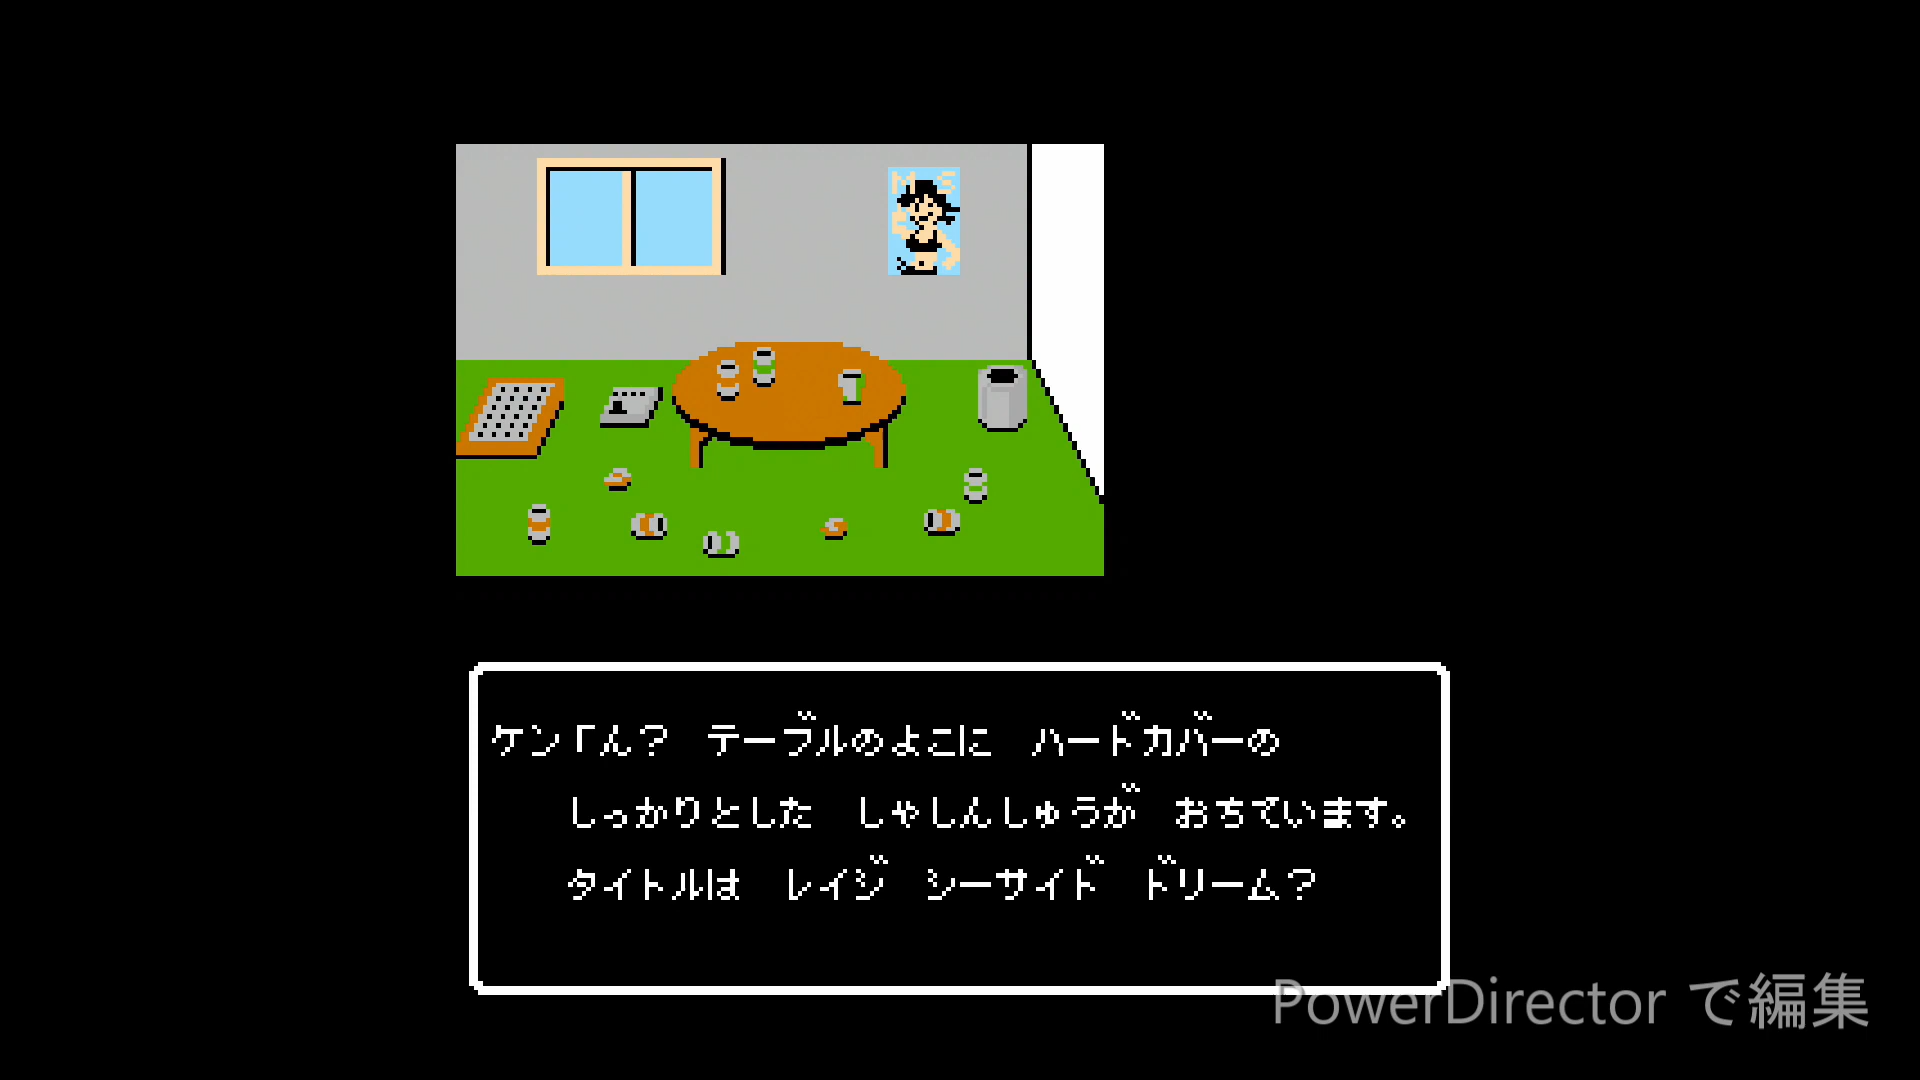 MS
ケン「ん? テーブルのよこに ハードカバーの
しっかりとした しゃしんしゅうが おちています。
タイトルは レイジ シーサイド ドリーム?
PowerDirector で編集